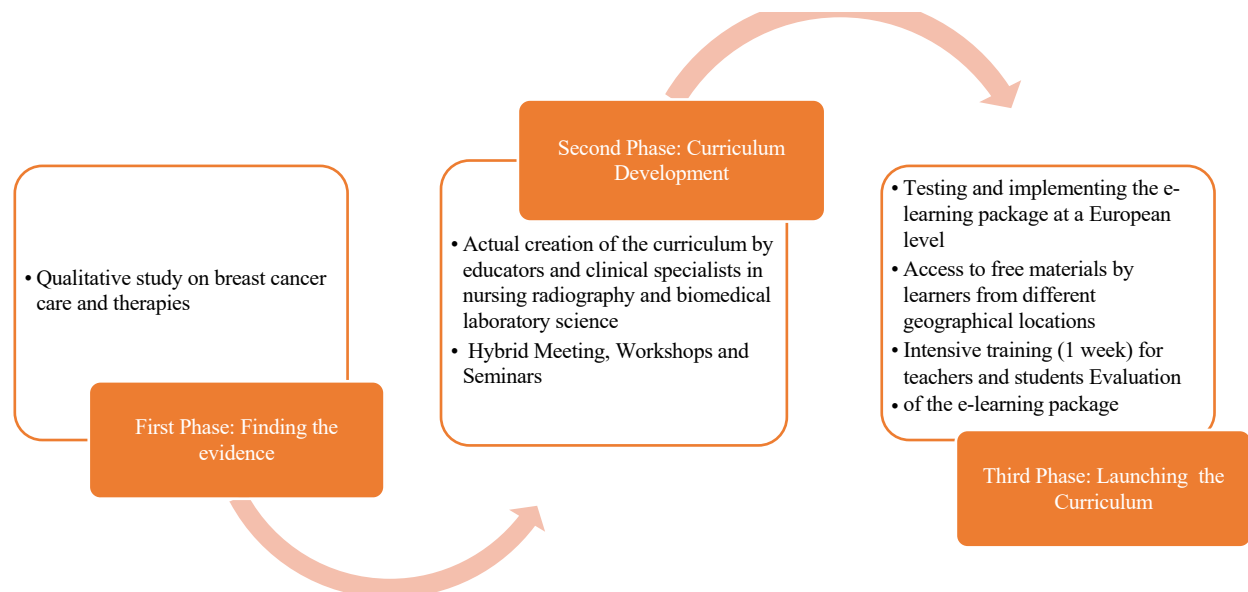 • Qualitative study on breast cancer
care and therapies
First Phase: Finding the
evidence
Second Phase: Curriculum
Development
• Actual creation of the curriculum by
educators and clinical specialists in
nursing radiography and biomedical
laboratory science
• Hybrid Meeting, Workshops and
Seminars
• Testing and implementing the e-
learning package at a European
level
• Access to free materials by
learners from different
geographical locations
• Intensive training (1 week) for
teachers and students Evaluation
• of the e-learning package
Third Phase: Launching the
Curriculum